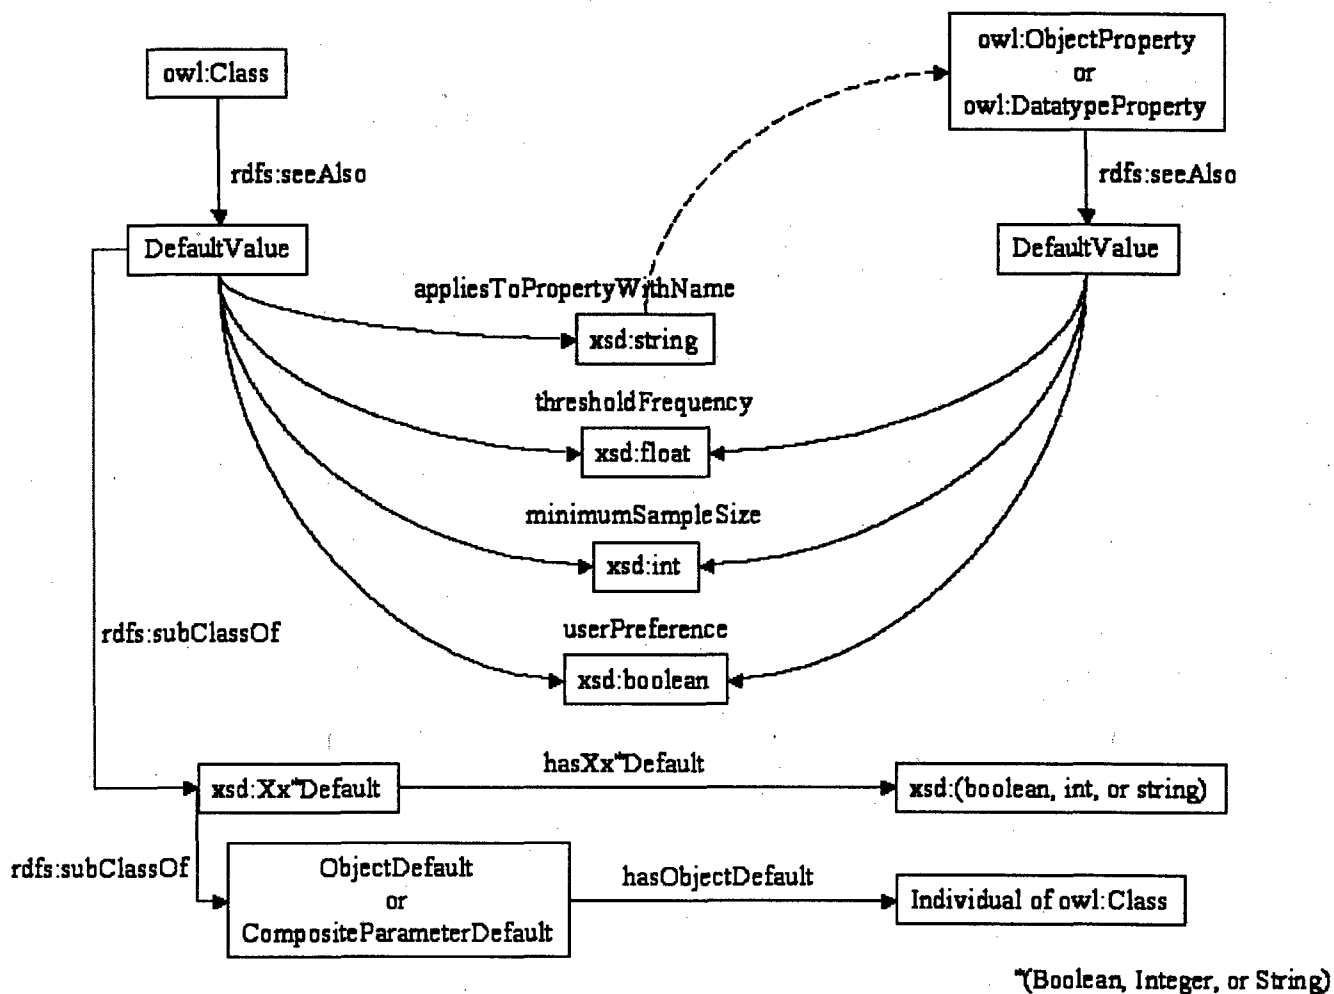 owl:Class
owl:ObjectProperty
or
owl:DatatypeProperty
rdfs:seeAlso
rdfs:seeAlso
DefaultValue
DefaultValue
appliesToPropertyWithName
xsd:string
thresholdFrequency
xsd:float
minimumSampleSize
xsd:int
rdfs:subClassOf
userPreference
xsd:boolean
xsd:Xx*Default
hasXx*Default
xsd:(boolean, int, or string)
rdfs:subClassOf
ObjectDefault
or
CompositeParameterDefault
hasObjectDefault
Individual of owl:Class
*(Boolean, Integer, or String)